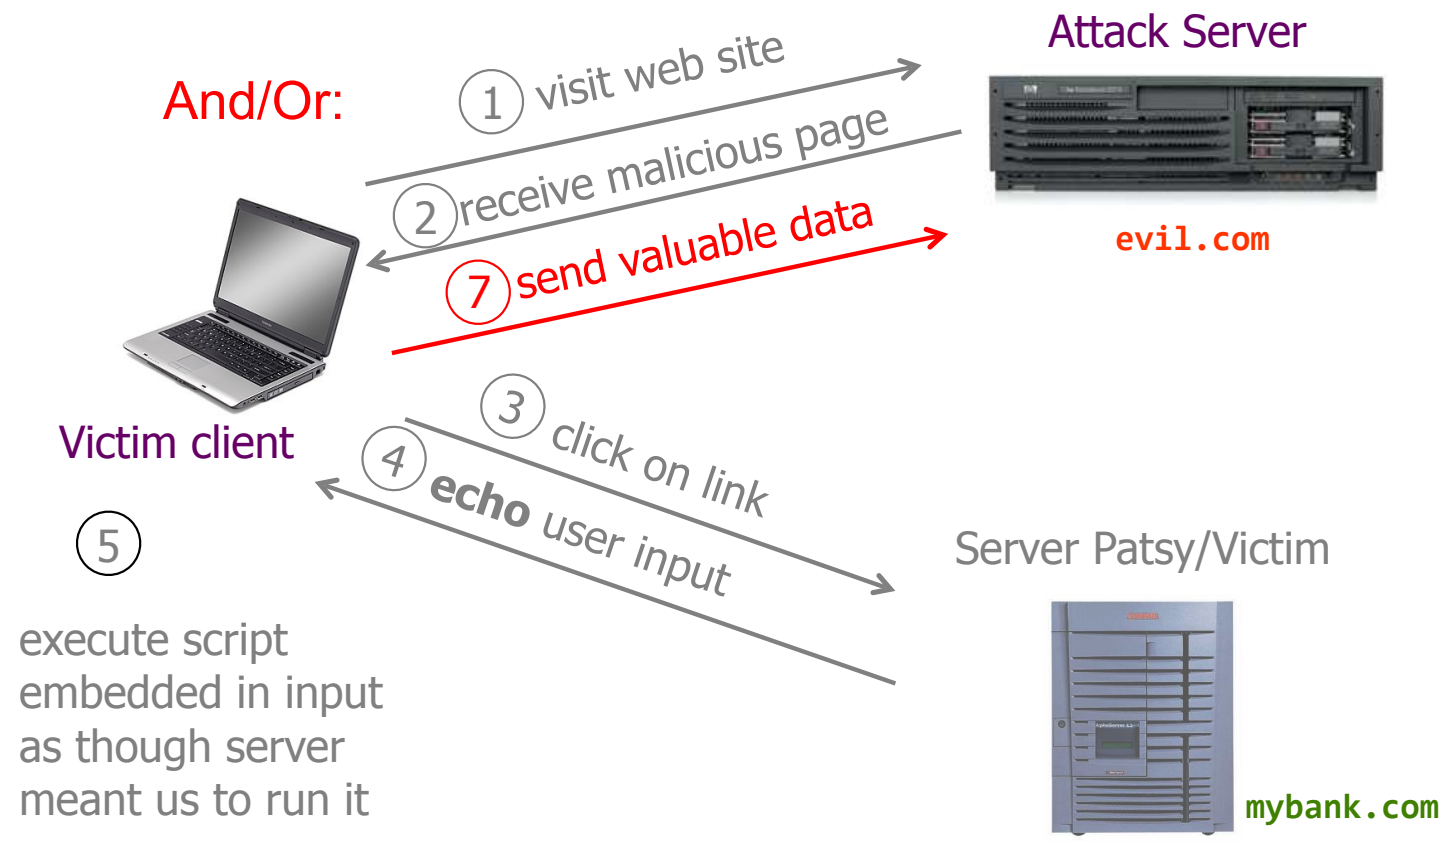 Attack Server
And/Or:
1 visit web site
2 receive malicious page
7 send valuable data
evil.com
Victim client
3 click on link
4 echo user input
5
execute script
embedded in input
as though server
meant us to run it
Server Patsy/Victim
mybank.com